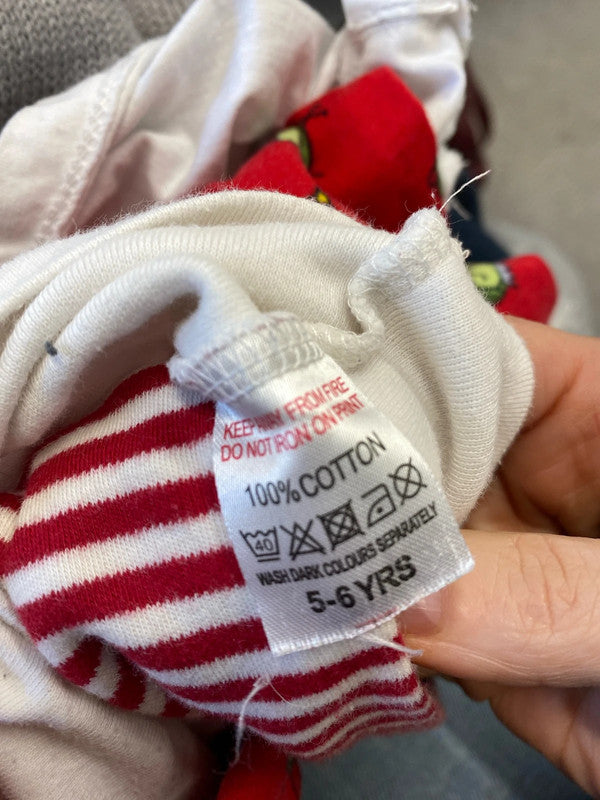 KEEP AWAY FROM FIRE
DO NOT IRON ON PRINT
100% COTTON
40
WASH DARK COLOURS SEPARATELY
5-6 YRS